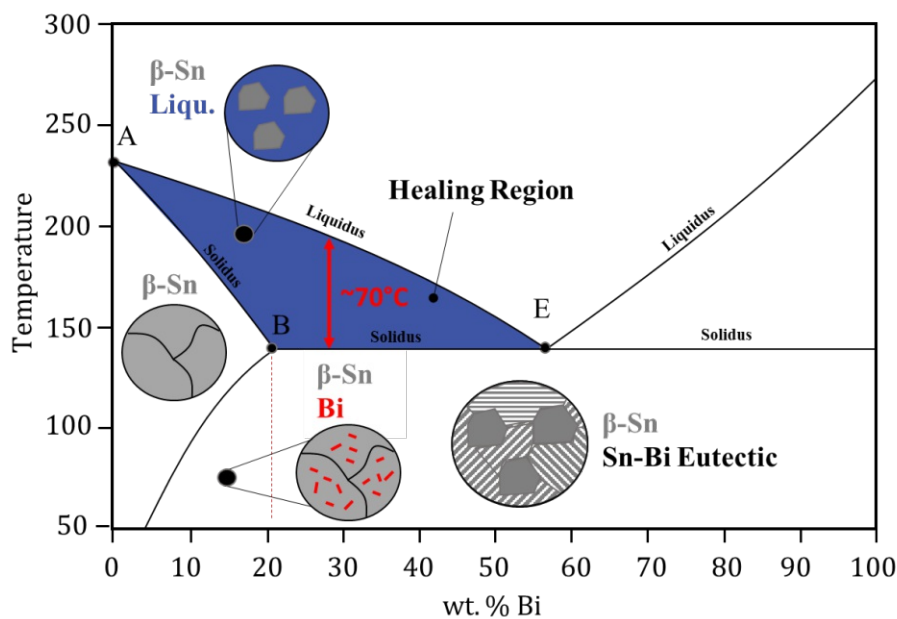 300
250
200
150
100
50
Temperature
β-Sn
Liqu.
A
Liquidus
Healing Region
Solidus
β-Sn
~70°C
B
Solidus
E
Liquidus
Solidus
β-Sn
Bi
β-Sn
Sn-Bi Eutectic
0 10 20 30 40 50 60 70 80 90 100
wt. % Bi